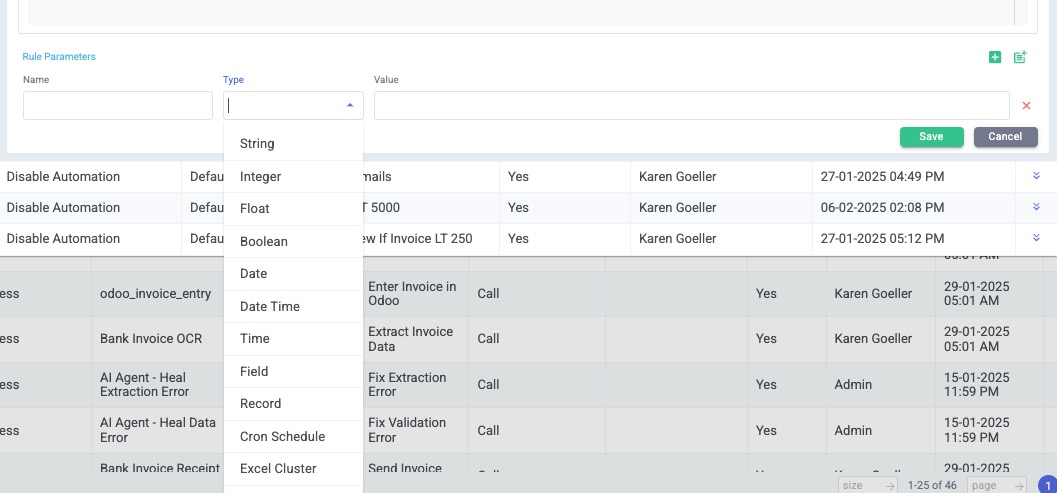 Rule Parameters
Name Type Value
String
Save Cancel
Integer
Float
Boolean
Date
Date Time
Time
Field
Record
Cron Schedule
Excel Cluster
Disable Automation Defau mails Yes Karen Goeller 27-01-2025 04:49 PM
Disable Automation Defau T 5000 Yes Karen Goeller 06-02-2025 02:08 PM
Disable Automation Defau ew If Invoice LT 250 Yes Karen Goeller 27-01-2025 05:12 PM
05:01 AM
ess odoo_invoice_entry Enter Invoice in Call Yes Karen Goeller 29-01-2025
Odoo 05:01 AM
ess Bank Invoice OCR Extract Invoice Call Yes Karen Goeller 29-01-2025
Data 05:01 AM
ess AI Agent - Heal Fix Extraction Call Yes Admin 15-01-2025
Extraction Error Error 11:59 PM
ess AI Agent - Heal Data Fix Validation Call Yes Admin 15-01-2025
Error Error 11:59 PM
Bank Invoice Receipt Send Invoice Call Yes Karen Goeller 29-01-2025
size 1-25 of 46 page 1